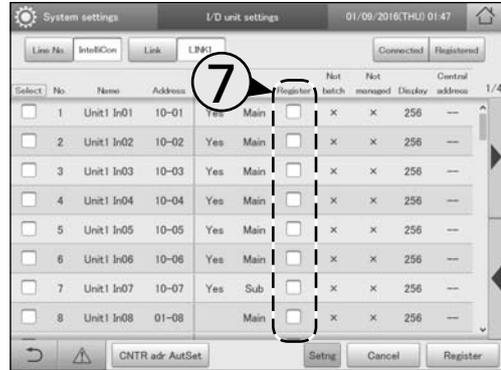 System settings I/D unit settings 01/09/2016(THU) 01:47
Line No. IntelliCon Link LINK1 Connected Registered
7
Select No. Name Address Register Not batch Not managed Display Central address 1/4
1 Unit1 In01 10-01 Yes Main × × 256 ---
2 Unit1 In02 10-02 Yes Main × × 256 ---
3 Unit1 In03 10-03 Yes Main × × 256 ---
4 Unit1 In04 10-04 Yes Main × × 256 ---
5 Unit1 In05 10-05 Yes Main × × 256 ---
6 Unit1 In06 10-06 Yes Main × × 256 ---
7 Unit1 In07 10-07 Yes Sub × × 256 ---
8 Unit1 In08 01-08 Main × × 256 ---
CNTR adr AutSet Setng Cancel Register